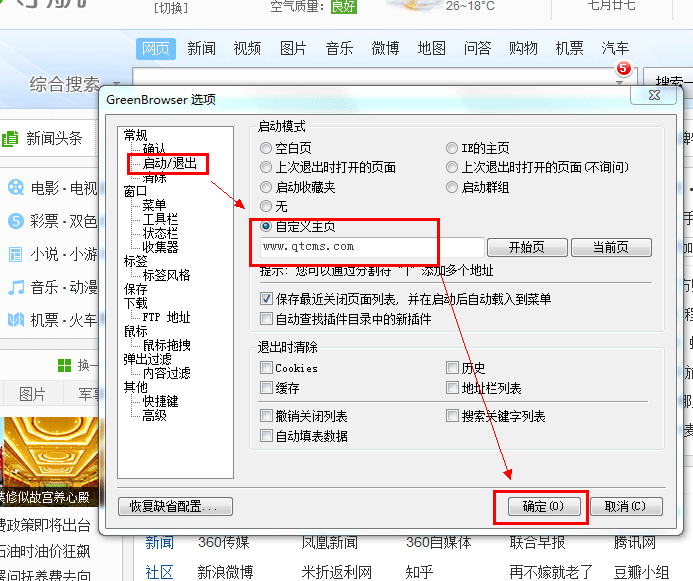 [切换]
空气质量: 良好
26~18°C
七月廿七
网页 新闻 视频 图片 音乐 微博 地图 问答 购物 机票 汽车
5
综合搜索
GreenBrowser 选项
新闻头条
电影·电视
彩票·双色
小说·小游
音乐·动漫
机票·火车
换一
图片
装修似故宫养心殿
费政策即将出台
石油时油价狂飙
常规
确认
启动/退出
清除
窗口
菜单
工具栏
状态栏
收集器
标签
标签风格
保存
下载
FTP 地址
鼠标
鼠标拖拽
弹出过滤
内容过滤
其他
快捷键
高级
启动模式
空白页 IE的主页
上次退出时打开的页面 上次退出时打开的页面(不询问)
启动收藏夹 启动群组
无
自定义主页
www.qtcms.com 开始页 当前页
提示: 您可以通过分割符 "|" 添加多个地址
保存最近关闭页面列表, 并在启动后自动载入到菜单
自动查找插件目录中的新插件
退出时清除
Cookies 历史
缓存 地址栏列表
撤销关闭列表 搜索关键字列表
自动填表数据
恢复缺省配置... 确定(O) 取消(C)
新闻 360传媒 凤凰新闻 360自媒体 联合早报 腾讯网
社区 新浪微博 米折返利网 知乎 再不嫁就老了 豆瓣小组